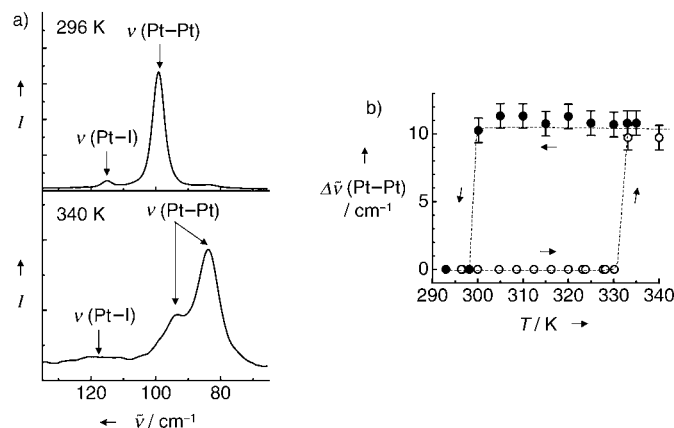 a)
296 K
ν (Pt–Pt)
ν (Pt–I)
I
340 K
ν (Pt–Pt)
ν (Pt–I)
I
120 100 80
ν̃ / cm⁻¹
b)
10
5
0
Δν̃ (Pt-Pt)
/ cm⁻¹
290 300 310 320 330 340
T / K